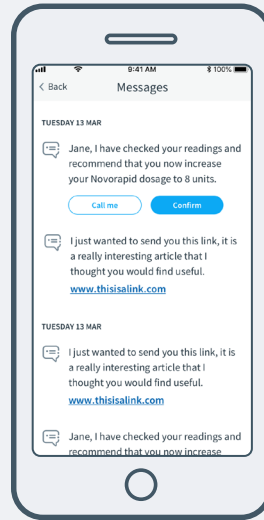 9:41 AM
100%
Back
Messages
TUESDAY 13 MAR
Jane, I have checked your readings and
recommend that you now increase
your Novorapid dosage to 8 units.
Call me
Confirm
I just wanted to send you this link, it is
a really interesting article that I
thought you would find useful.
www.thisisalink.com
TUESDAY 13 MAR
I just wanted to send you this link, it is
a really interesting article that I
thought you would find useful.
www.thisisalink.com
Jane, I have checked your readings and
recommend that you now increase